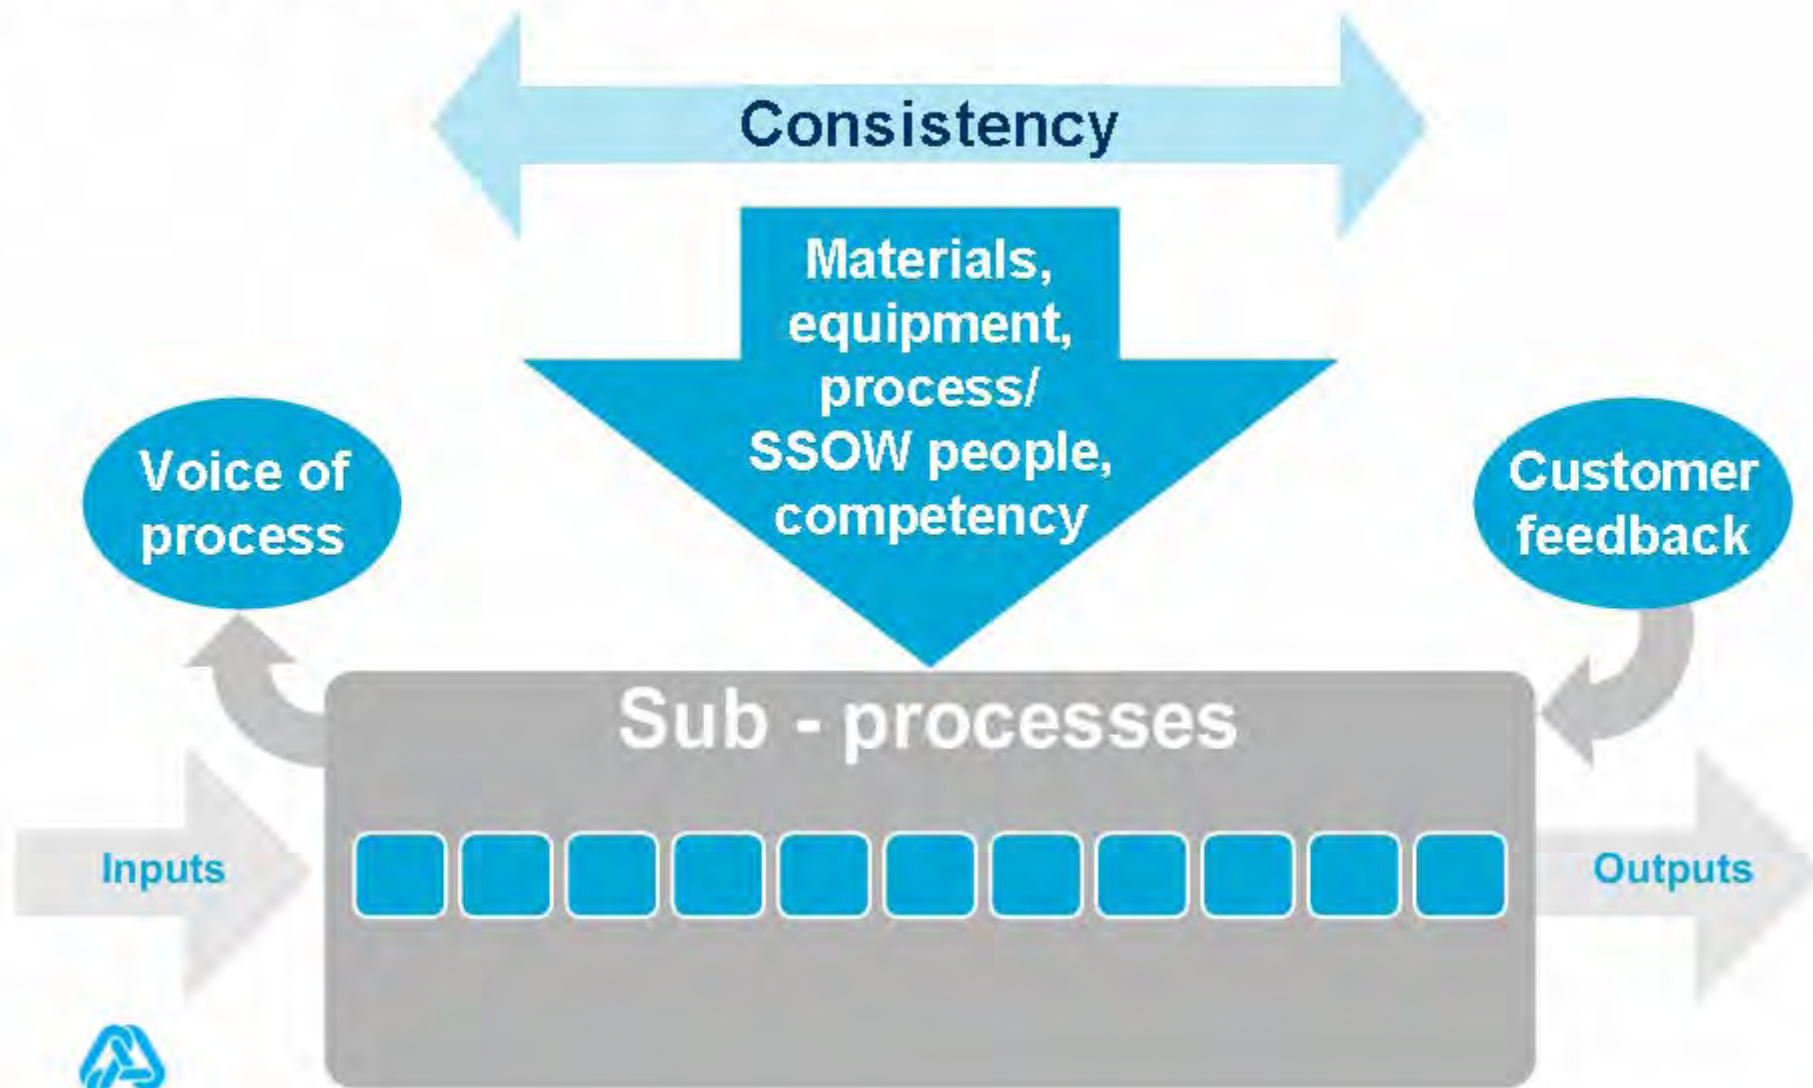 Consistency
Materials,
equipment,
process/
SSOW people,
competency
Voice of
process
Customer
feedback
Sub - processes
Inputs
Outputs